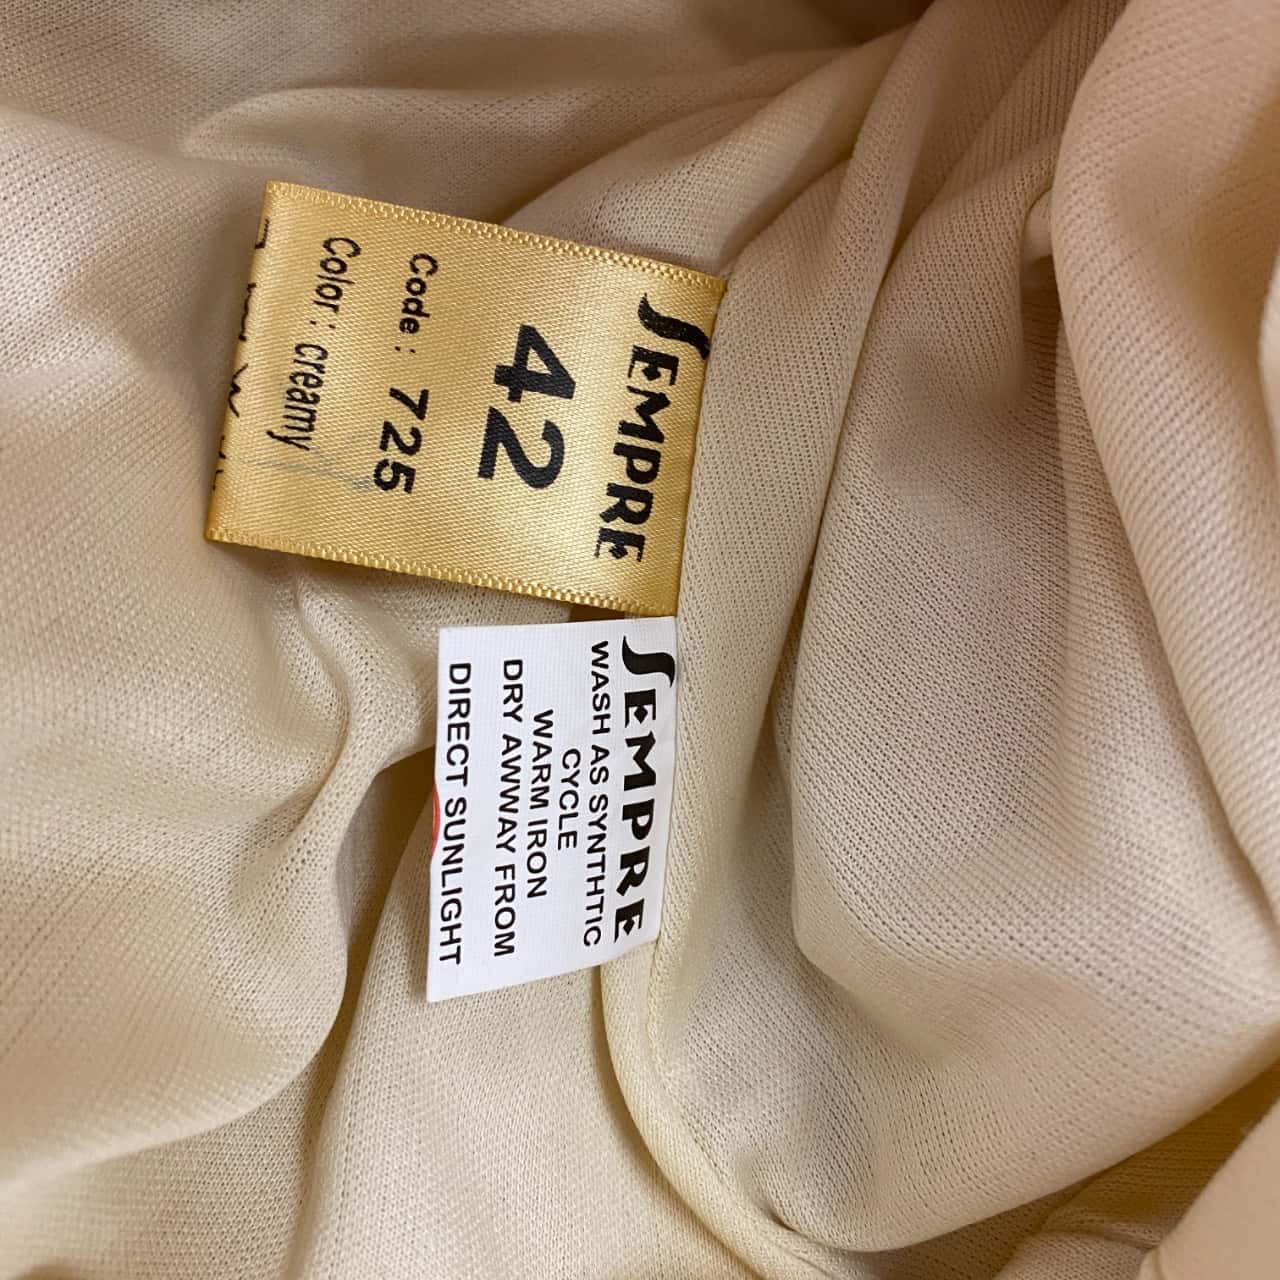 SEMPRE
42
Code : 725
Color : creamy
SEMPRE
WASH AS SYNTHTIC
CYCLE
WARM IRON
DRY AWWAY FROM
DIRECT SUNLIGHT